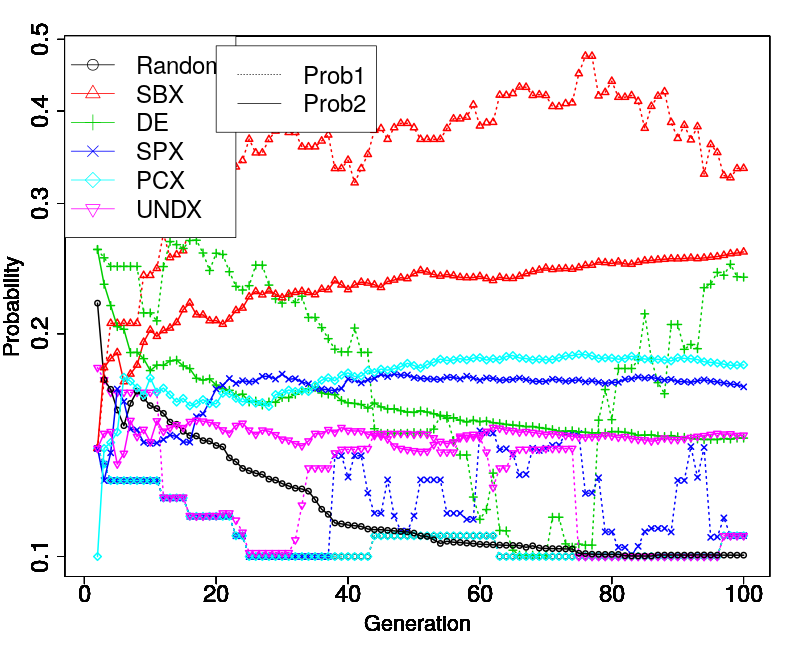 Random
SBX
DE
SPX
PCX
UNDX
Prob1
Prob2
Probability
0.5
0.4
0.3
0.2
0.1
0 20 40 60 80 100
Generation